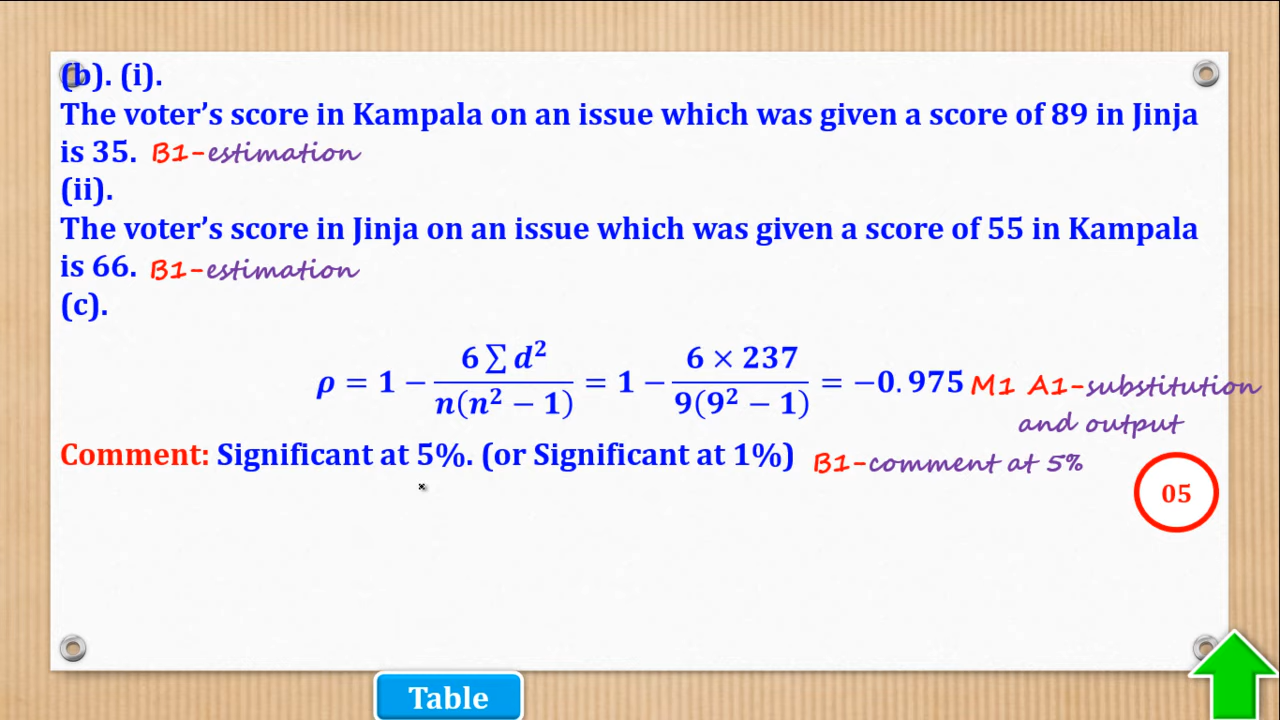 (b). (i).
The voter's score in Kampala on an issue which was given a score of 89 in Jinja
is 35. B1-estimation
(ii).
The voter's score in Jinja on an issue which was given a score of 55 in Kampala
is 66. B1-estimation
(c).
ρ = 1 − 6 ∑ d² / n(n² − 1) = 1 − 6 × 237 / 9(9² − 1) = −0.975 M1 A1-substitution
and output
Comment: Significant at 5%. (or Significant at 1%) B1-comment at 5%
05
Table